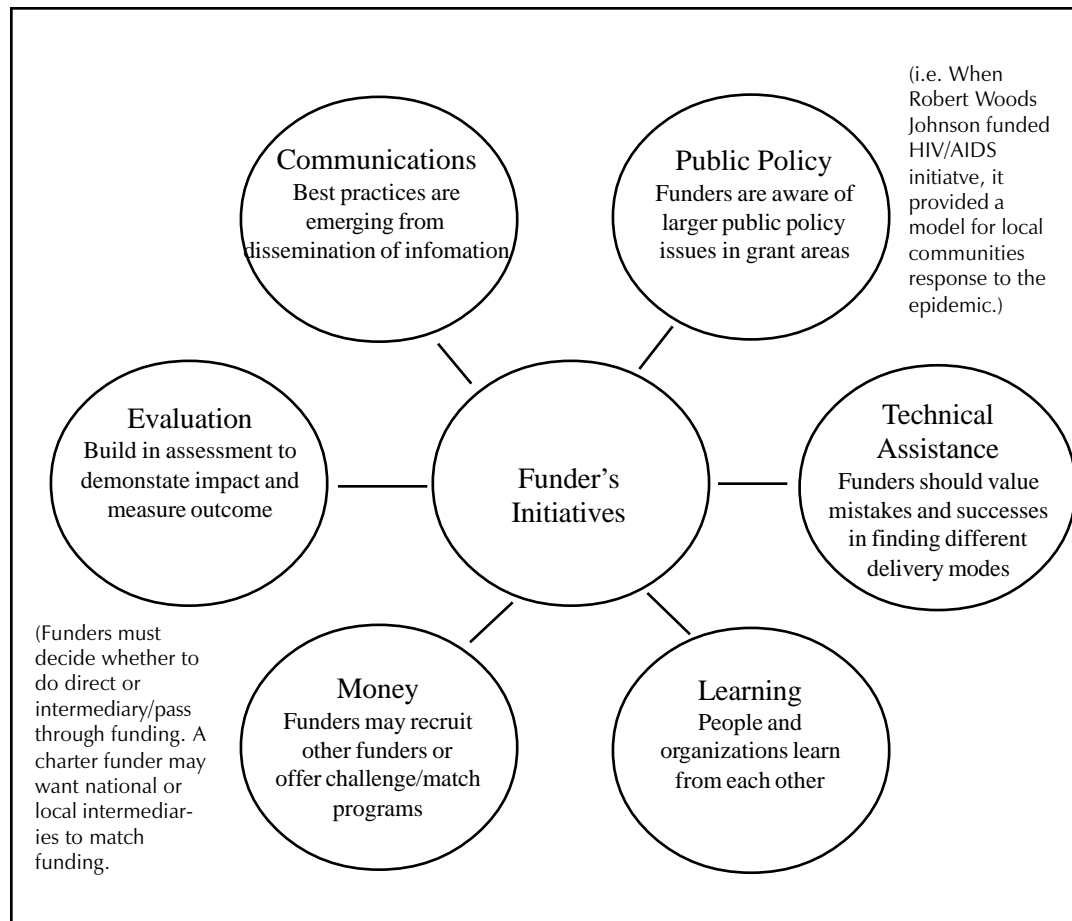 Communications
Best practices are
emerging from
dissemination of infomation
Public Policy
Funders are aware of
larger public policy
issues in grant areas
(i.e. When
Robert Woods
Johnson funded
HIV/AIDS
initiatve, it
provided a
model for local
communities
response to the
epidemic.)
Evaluation
Build in assessment to
demonstate impact and
measure outcome
Funder’s
Initiatives
Technical
Assistance
Funders should value
mistakes and successes
in finding different
delivery modes
(Funders must
decide whether to
do direct or
intermediary/pass
through funding. A
charter funder may
want national or
local intermediar-
ies to match
funding.
Money
Funders may recruit
other funders or
offer challenge/match
programs
Learning
People and
organizations learn
from each other